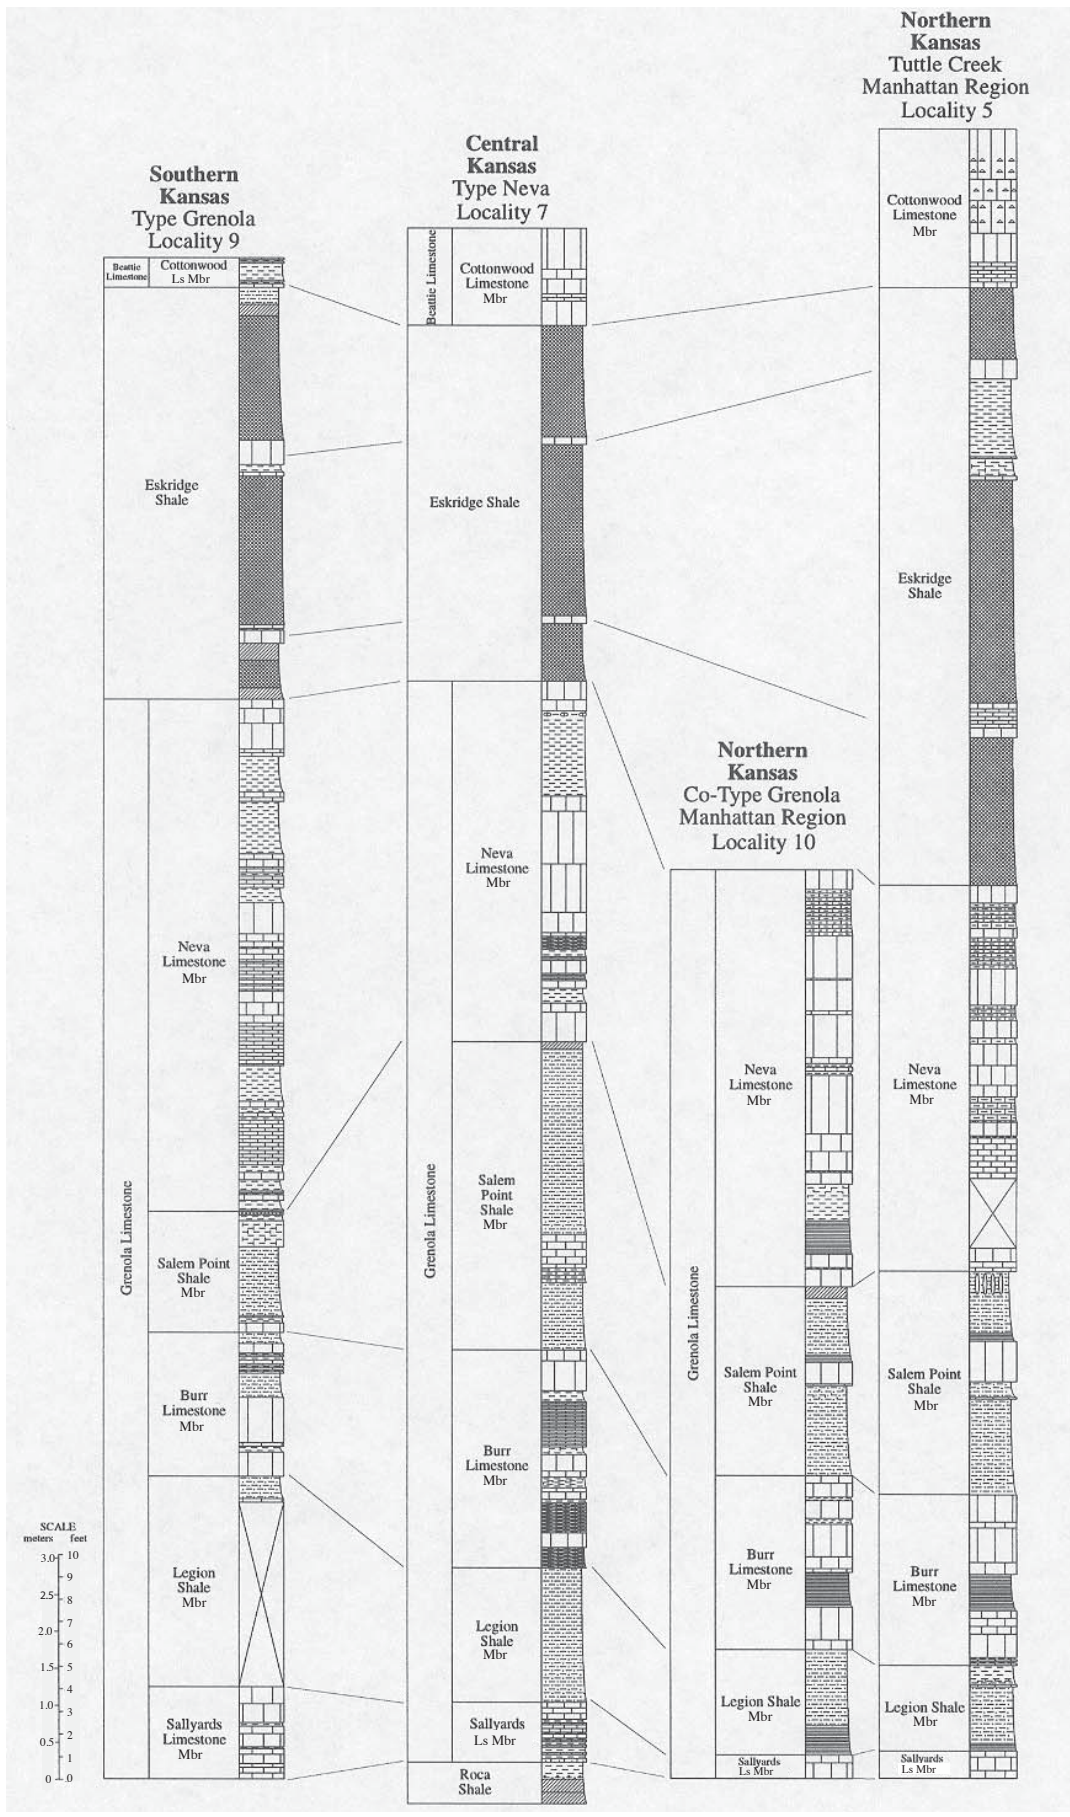 Northern
Kansas
Tuttle Creek
Manhattan Region
Locality 5
Central
Kansas
Type Neva
Locality 7
Southern
Kansas
Type Grenola
Locality 9
Beattie
Limestone
Cottonwood
Ls Mbr
Eskridge
Shale
Grenola Limestone
Neva
Limestone
Mbr
Salem Point
Shale
Mbr
Burr
Limestone
Mbr
Legion
Shale
Mbr
Sallyards
Limestone
Mbr
SCALE
meters feet
3.0 10
9
2.5 8
7
2.0 6
1.5 5
4
1.0 3
2
0.5 1
0 0
Beattie Limestone
Cottonwood
Limestone
Mbr
Eskridge Shale
Grenola Limestone
Neva
Limestone
Mbr
Salem
Point
Shale
Mbr
Burr
Limestone
Mbr
Legion
Shale
Mbr
Sallyards
Ls Mbr
Roca
Shale
Northern
Kansas
Co-Type Grenola
Manhattan Region
Locality 10
Grenola Limestone
Neva
Limestone
Mbr
Salem Point
Shale
Mbr
Burr
Limestone
Mbr
Legion Shale
Mbr
Sallyards
Ls Mbr
Cottonwood
Limestone
Mbr
Eskridge
Shale
Neva
Limestone
Mbr
Salem Point
Shale
Mbr
Burr
Limestone
Mbr
Legion Shale
Mbr
Sallyards
Ls Mbr